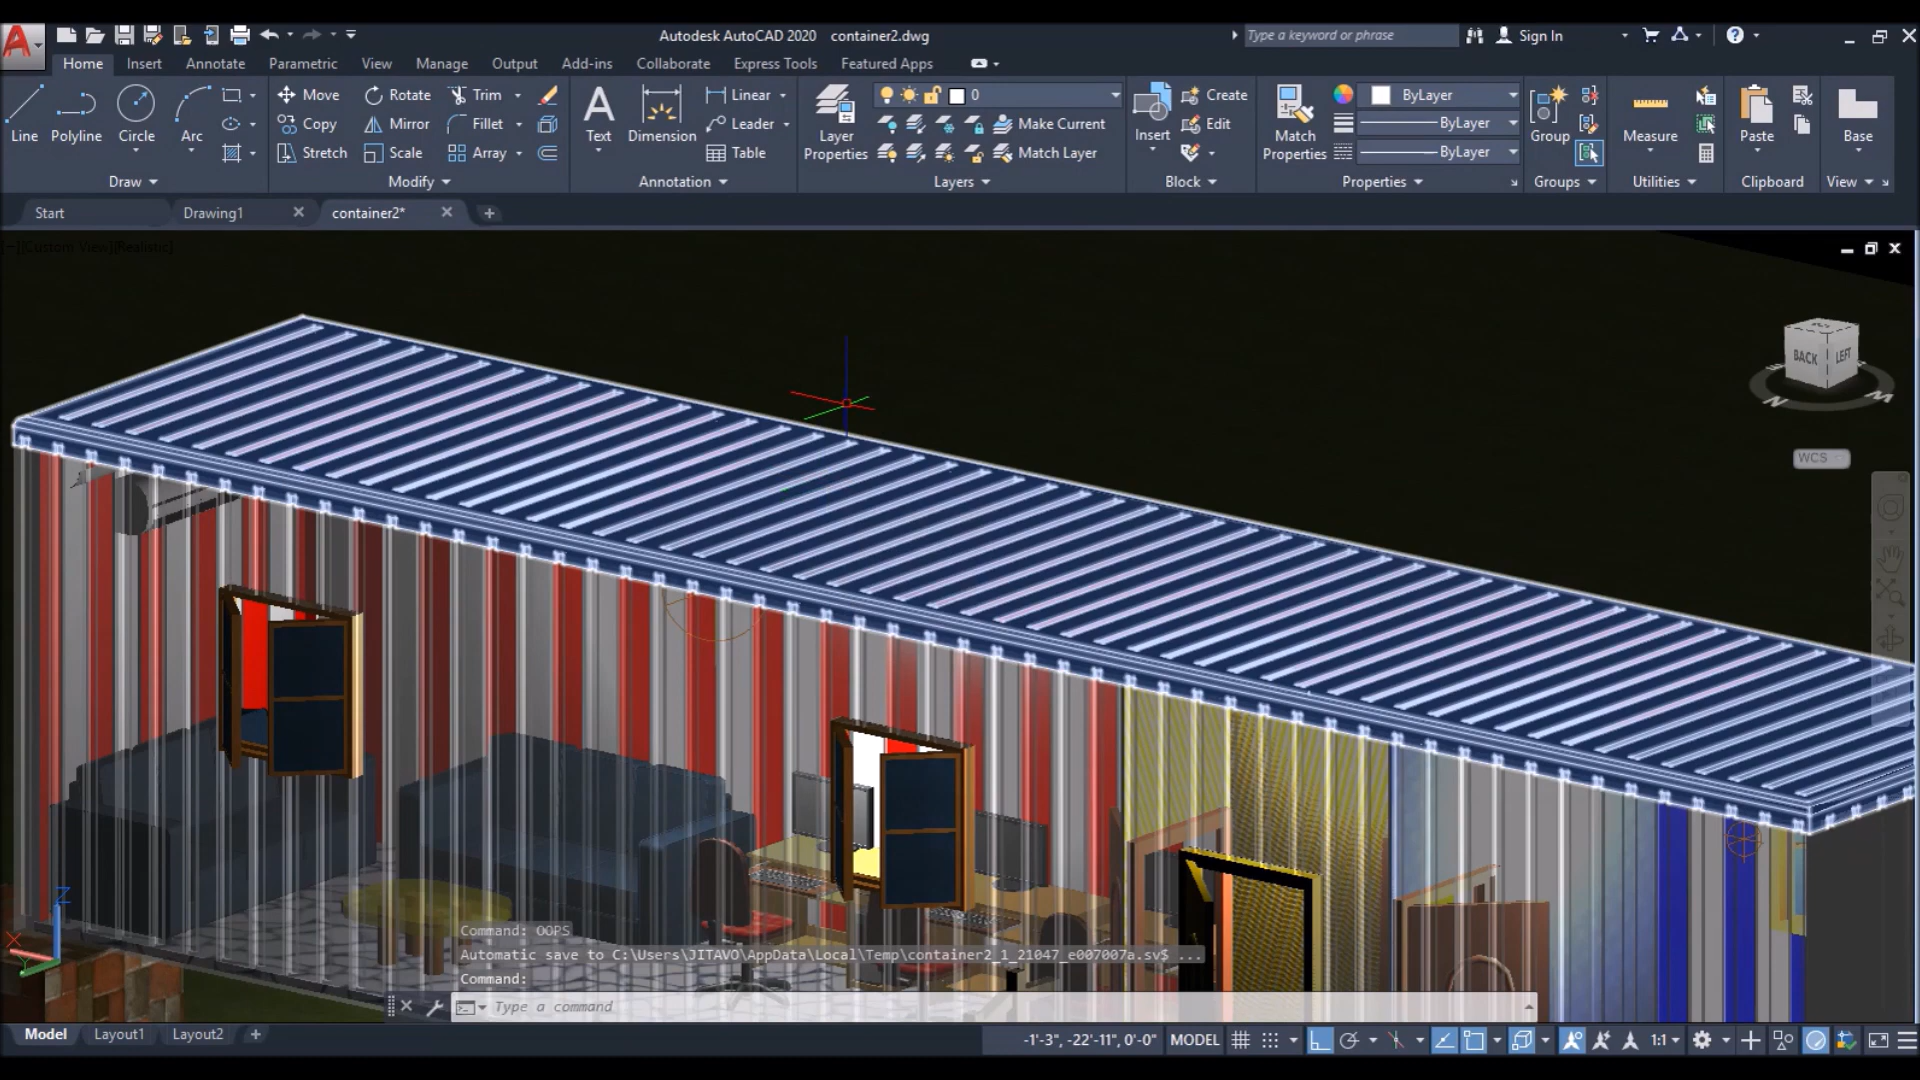 Autodesk AutoCAD 2020 container2.dwg
Type a keyword or phrase
Sign In
Home Insert Annotate Parametric View Manage Output Add-ins Collaborate Express Tools Featured Apps
Line Polyline Circle Arc
Move Rotate Trim
Copy Mirror Fillet
Stretch Scale Array
Text Dimension
Linear
Leader
Table
Layer
Properties
0
Make Current
Match Layer
Insert
Create
Edit
Match
Properties
ByLayer
ByLayer
ByLayer
Group
Measure
Paste
Base
Draw Modify Annotation Layers Block Properties Groups Utilities Clipboard View
Start Drawing1 container2*
[−][Custom View][Realistic]
BACK LEFT
N
WCS
Z
X
Y
Command: OOPS
Automatic save to C:\Users\JITAVO\AppData\Local\Temp\container2_1_21047_e007007a.sv$ ...
Command:
Type a command
Model Layout1 Layout2
-1'-3", -22'-11", 0'-0" MODEL
1:1